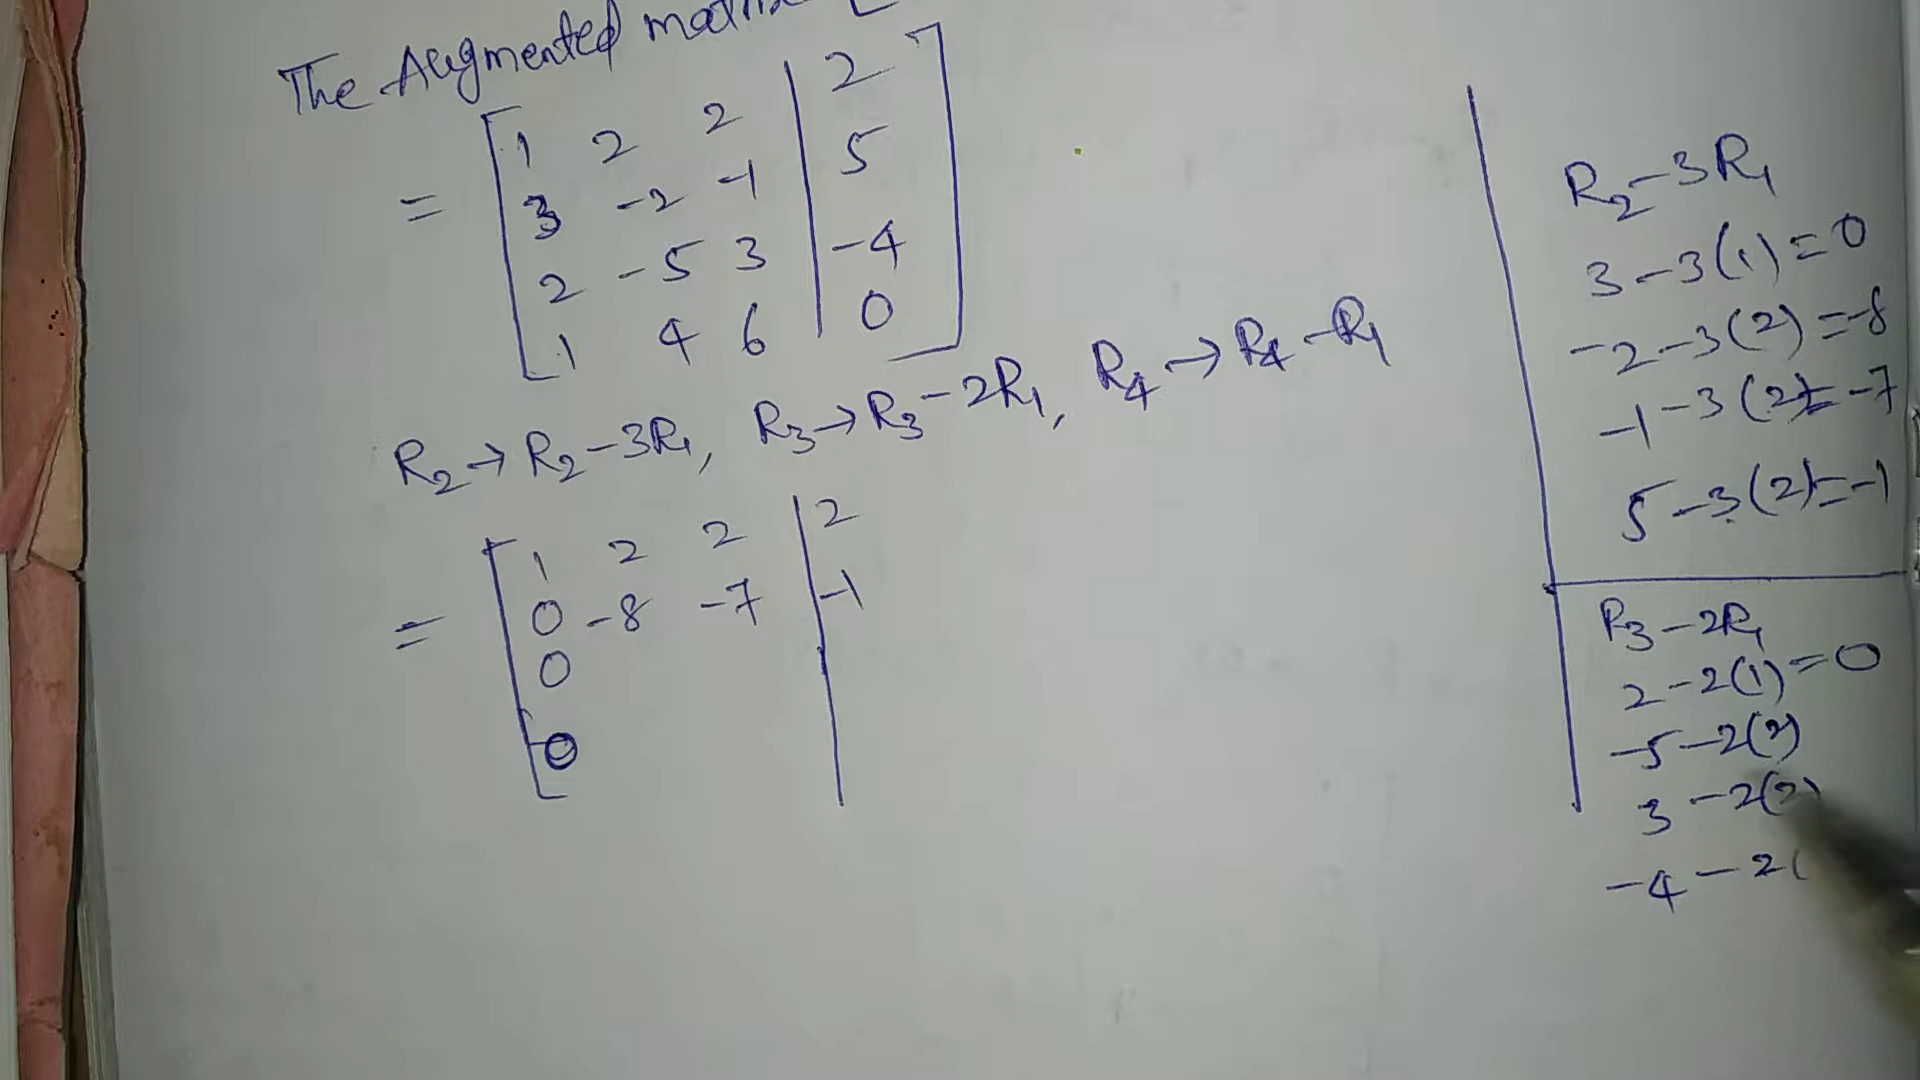 The Augmented matrix [
= [ 1 2 2 | 2 ]
3 -2 -1 | 5
2 -5 3 | -4
1 4 6 | 0
R2→R2-3R1, R3→R3-2R1, R4→R4-R1
= [ 1 2 2 | 2
0 -8 -7 | -1
0
0
R2-3R1
3-3(1)=0
-2-3(2)=-8
-1-3(2)=-7
5-3(2)=-1
R3-2R1
2-2(1)=0
-5-2(2)
3-2(2)
-4-2(